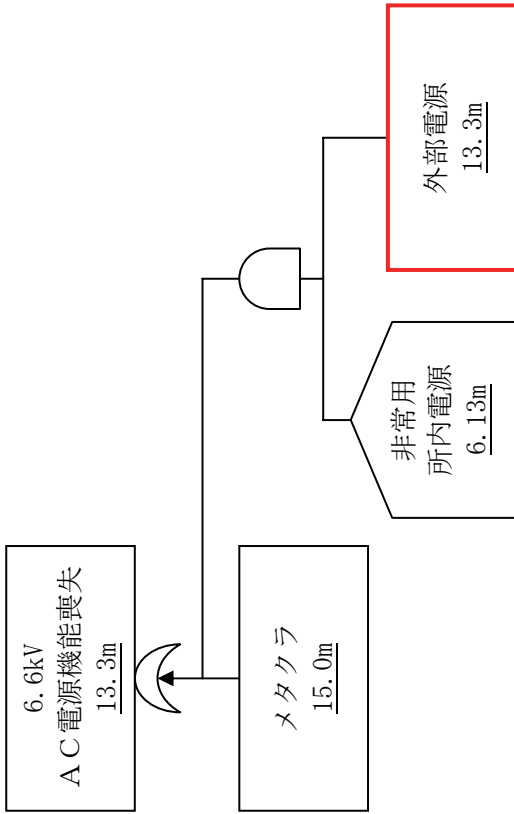 6.6kV
ＡＣ電源機能喪失
13.3m
メタクラ
15.0m
非常用
所内電源
6.13m
外部電源
13.3m